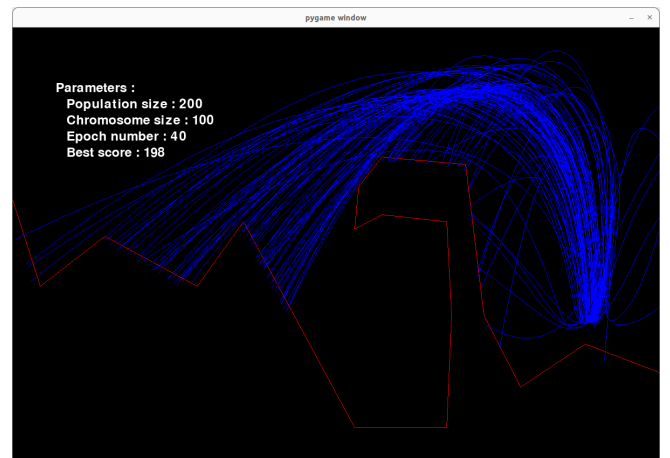 pygame window
Parameters :
Population size : 200
Chromosome size : 100
Epoch number : 40
Best score : 198